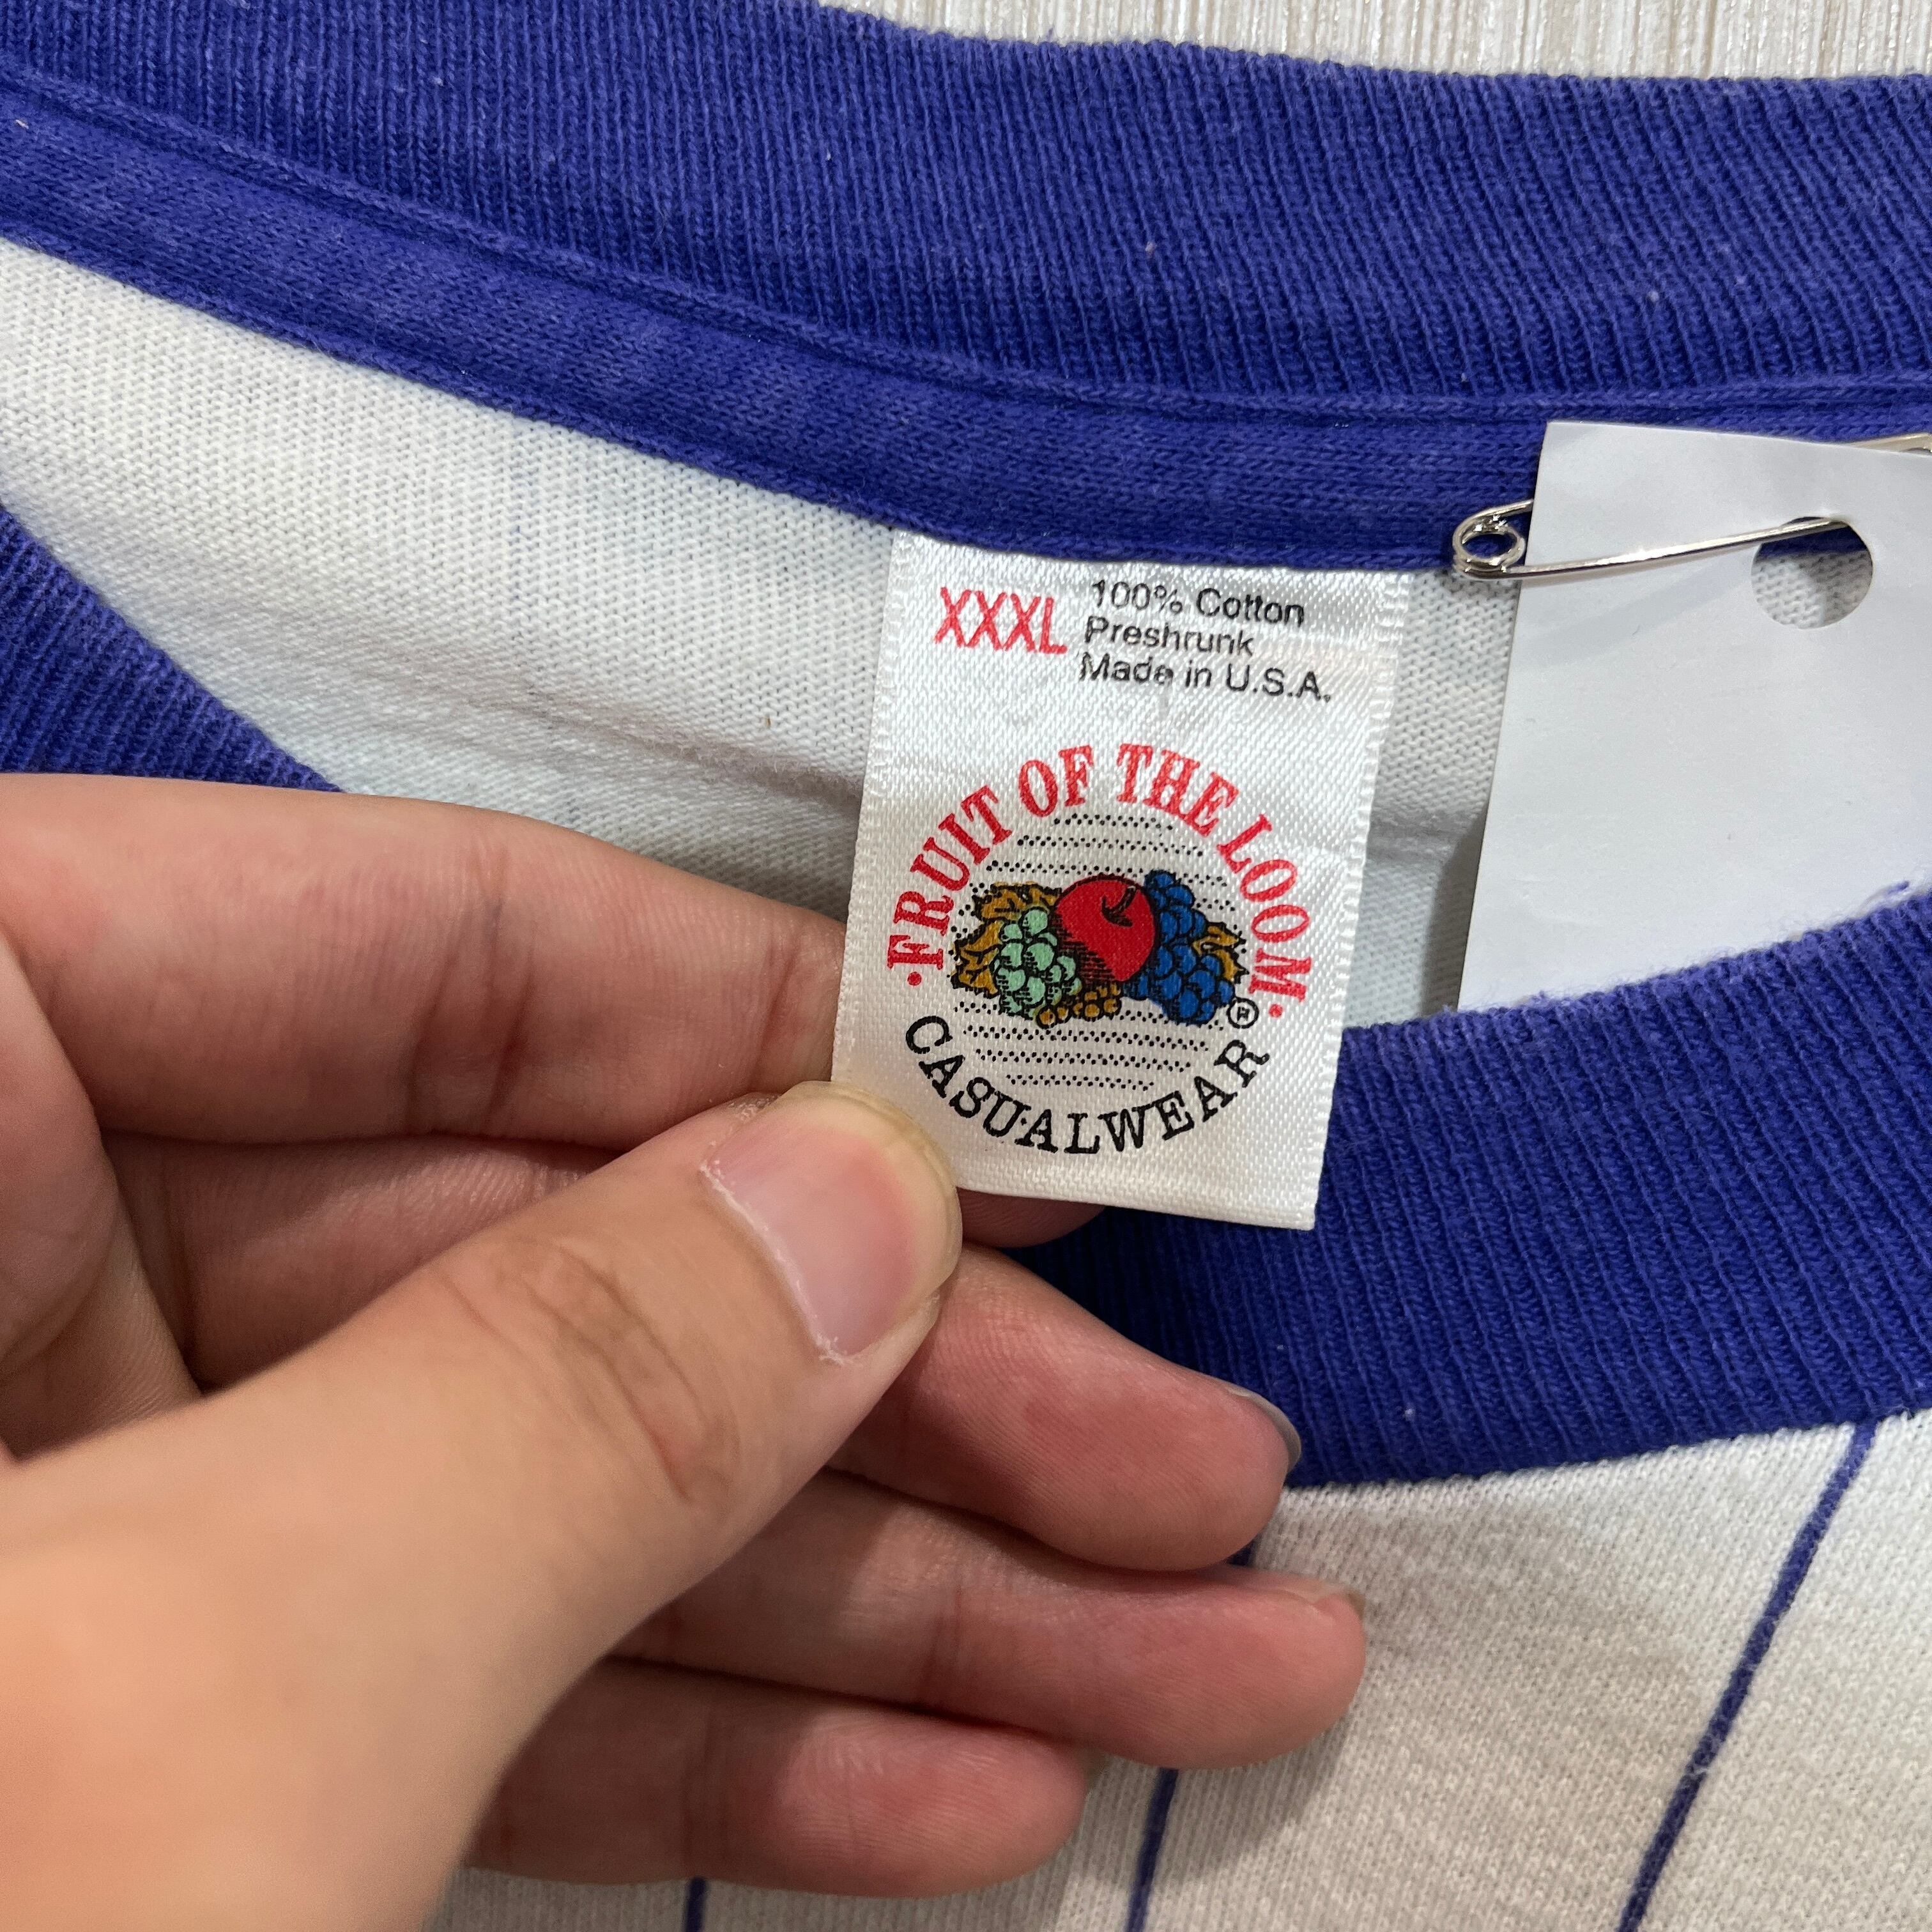 XXXL
100% Cotton
Preshrunk
Made in U.S.A.
·FRUIT OF THE LOOM·
®
CASUALWEAR